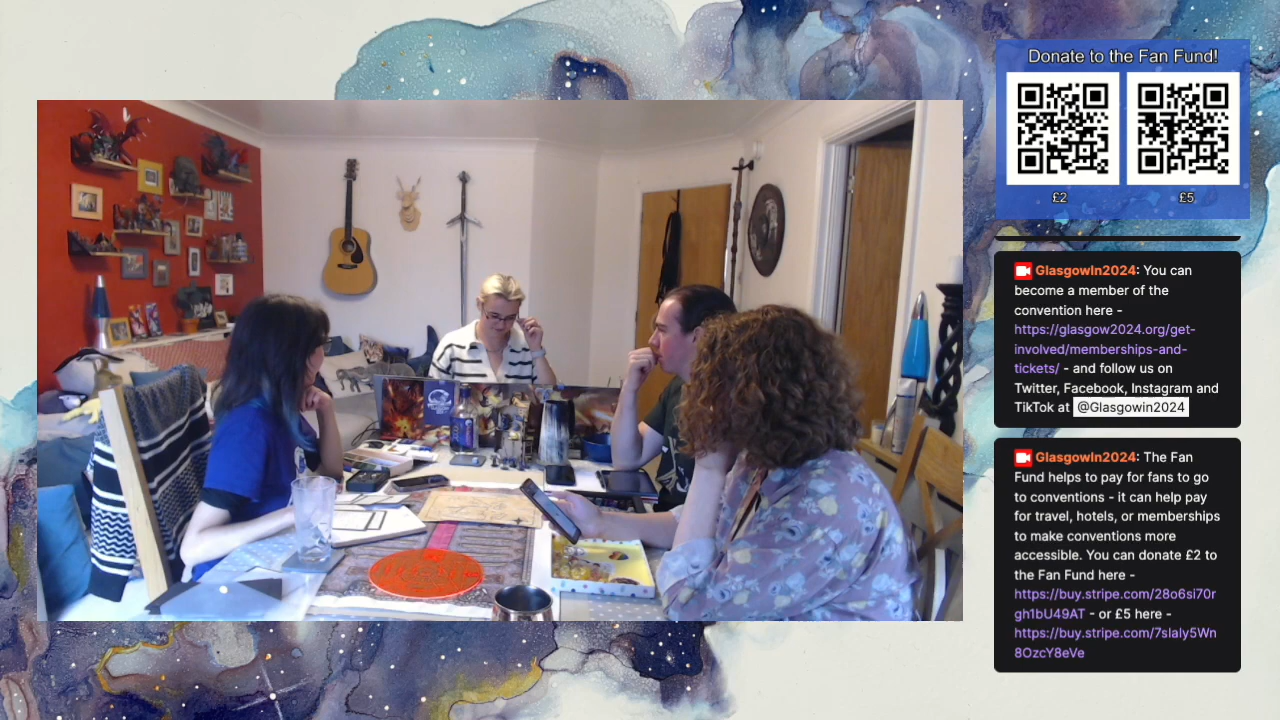 Donate to the Fan Fund!
£2
£5
GlasgowIn2024: You can
become a member of the
convention here -
https://glasgow2024.org/get-
involved/memberships-and-
tickets/ - and follow us on
Twitter, Facebook, Instagram and
TikTok at @Glasgowin2024
GlasgowIn2024: The Fan
Fund helps to pay for fans to go
to conventions - it can help pay
for travel, hotels, or memberships
to make conventions more
accessible. You can donate £2 to
the Fan Fund here -
https://buy.stripe.com/28o6si70r
gh1bU49AT - or £5 here -
https://buy.stripe.com/7slaly5Wn
8OzcY8eVe